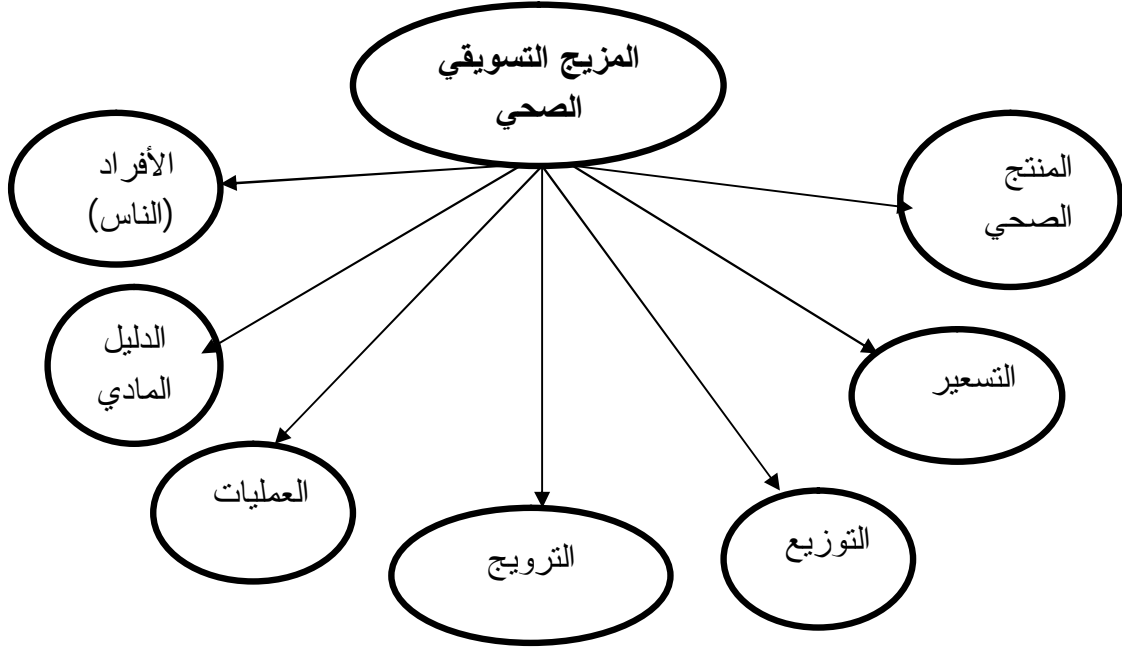 المزيج التسويقي
الصحي
المنتج
الصحي
التسعير
التوزيع
الترويج
العمليات
الدليل
المادي
الأفراد
(الناس)